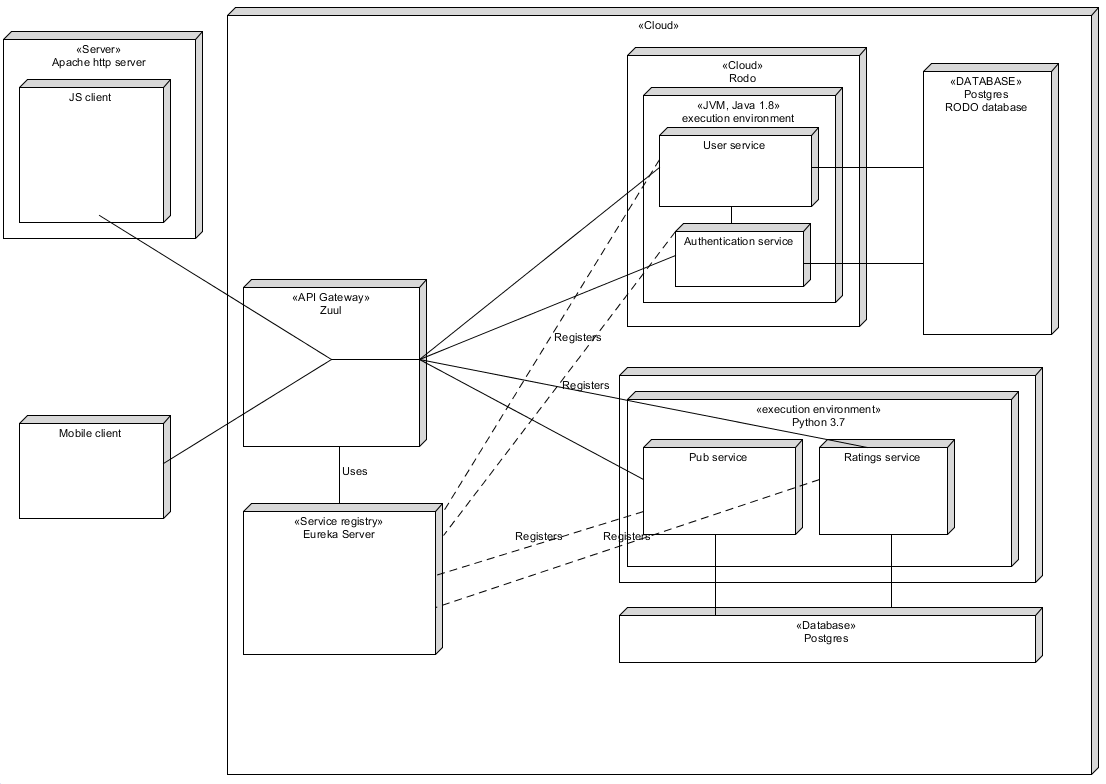 «Cloud»
«Server»
Apache http server
JS client
«Cloud»
Rodo
«JVM, Java 1.8»
execution environment
User service
Authentication service
«DATABASE»
Postgres
RODO database
«API Gateway»
Zuul
Registers
Registers
Mobile client
«execution environment»
Python 3.7
Pub service
Ratings service
Uses
«Service registry»
Eureka Server
Registers
Registers
«Database»
Postgres